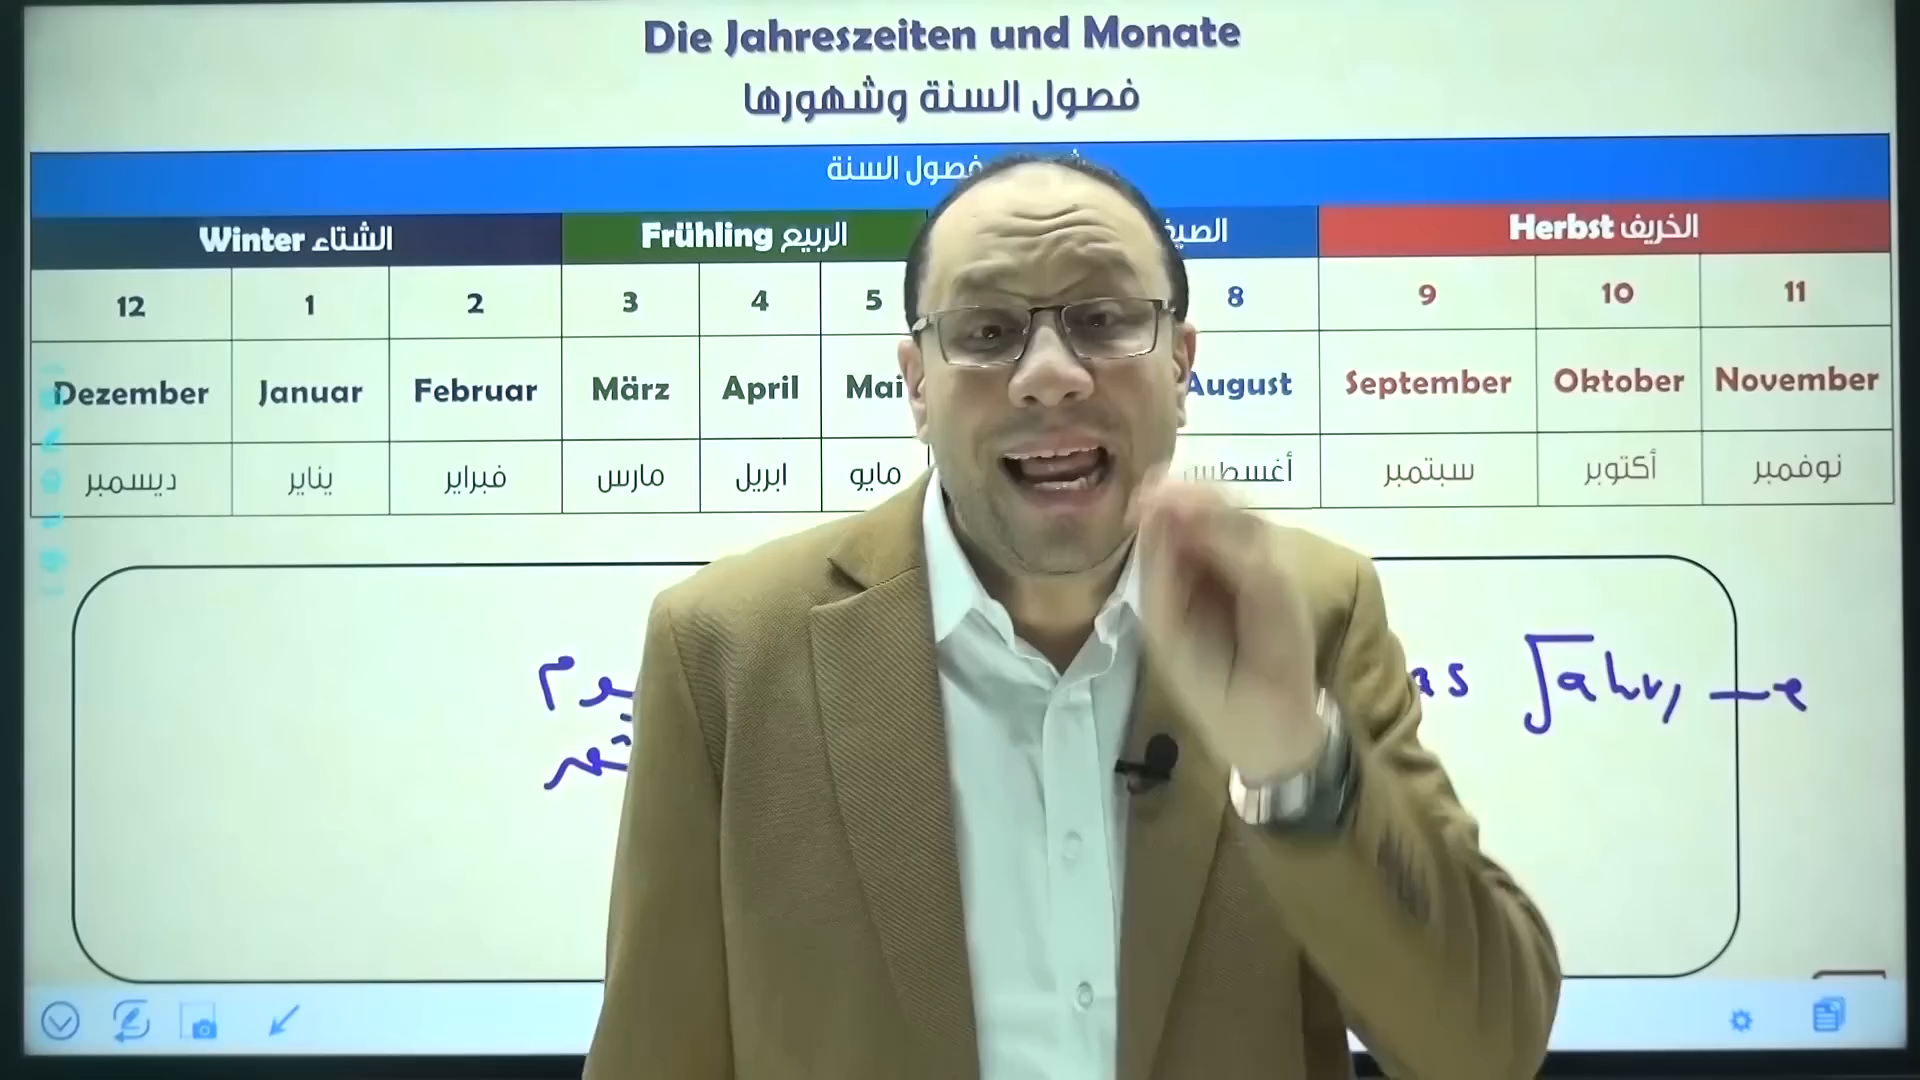 Die Jahreszeiten und Monate
فصول السنة وشهورها
فصول السنة
Winter الشتاء Frühling الربيع Herbst الخريف
12 1 2 3 4 5 8 9 10 11
Dezember Januar Februar März April Mai August September Oktober November
ديسمبر يناير فبراير مارس ابريل مايو أغسطس سبتمبر أكتوبر نوفمبر
Jahr, -e